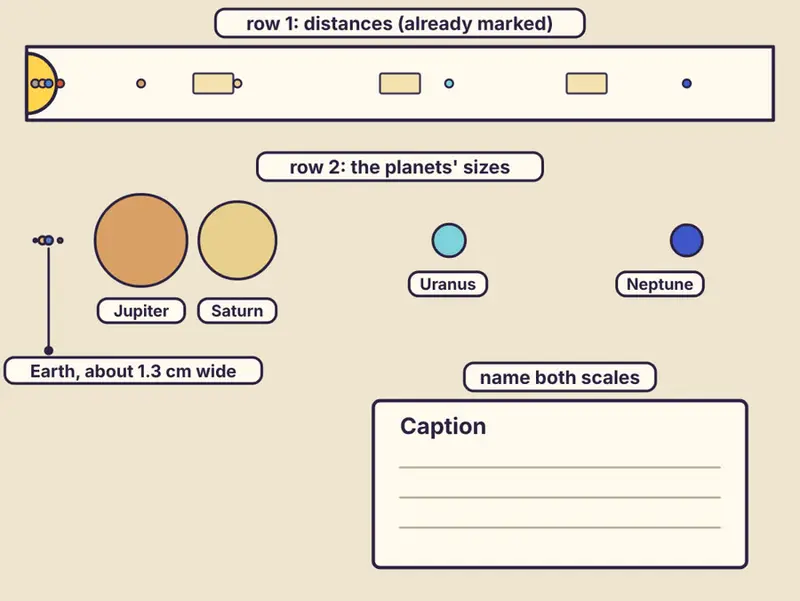 row 1: distances (already marked)
row 2: the planets' sizes
Jupiter
Saturn
Uranus
Neptune
Earth, about 1.3 cm wide
name both scales
Caption